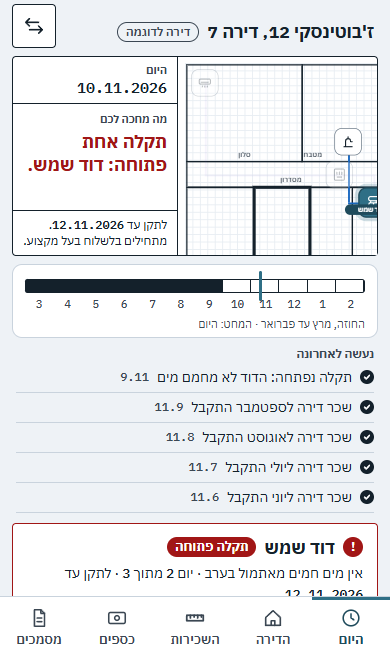 ז'בוטינסקי 12, דירה 7
דירה לדוגמה
היום
10.11.2026
מה מחכה לכם
תקלה אחת
פתוחה: דוד שמש.
לתקן עד 12.11.2026.
מתחילים בלשלוח בעל מקצוע.
סלון
מטבח
מסדרון
שמש
3 4 5 6 7 8 9 10 11 12 1 2
החוזה, מרץ עד פברואר · המחט: היום
נעשה לאחרונה
תקלה נפתחה: הדוד לא מחמם מים 9.11
שכר דירה לספטמבר התקבל 11.9
שכר דירה לאוגוסט התקבל 11.8
שכר דירה ליולי התקבל 11.7
שכר דירה ליוני התקבל 11.6
דוד שמש
תקלה פתוחה
אין מים חמים מאתמול בערב · יום 2 מתוך 3 · לתקן עד
12.11.2026
היום
הדירה
השכירות
כספים
מסמכים